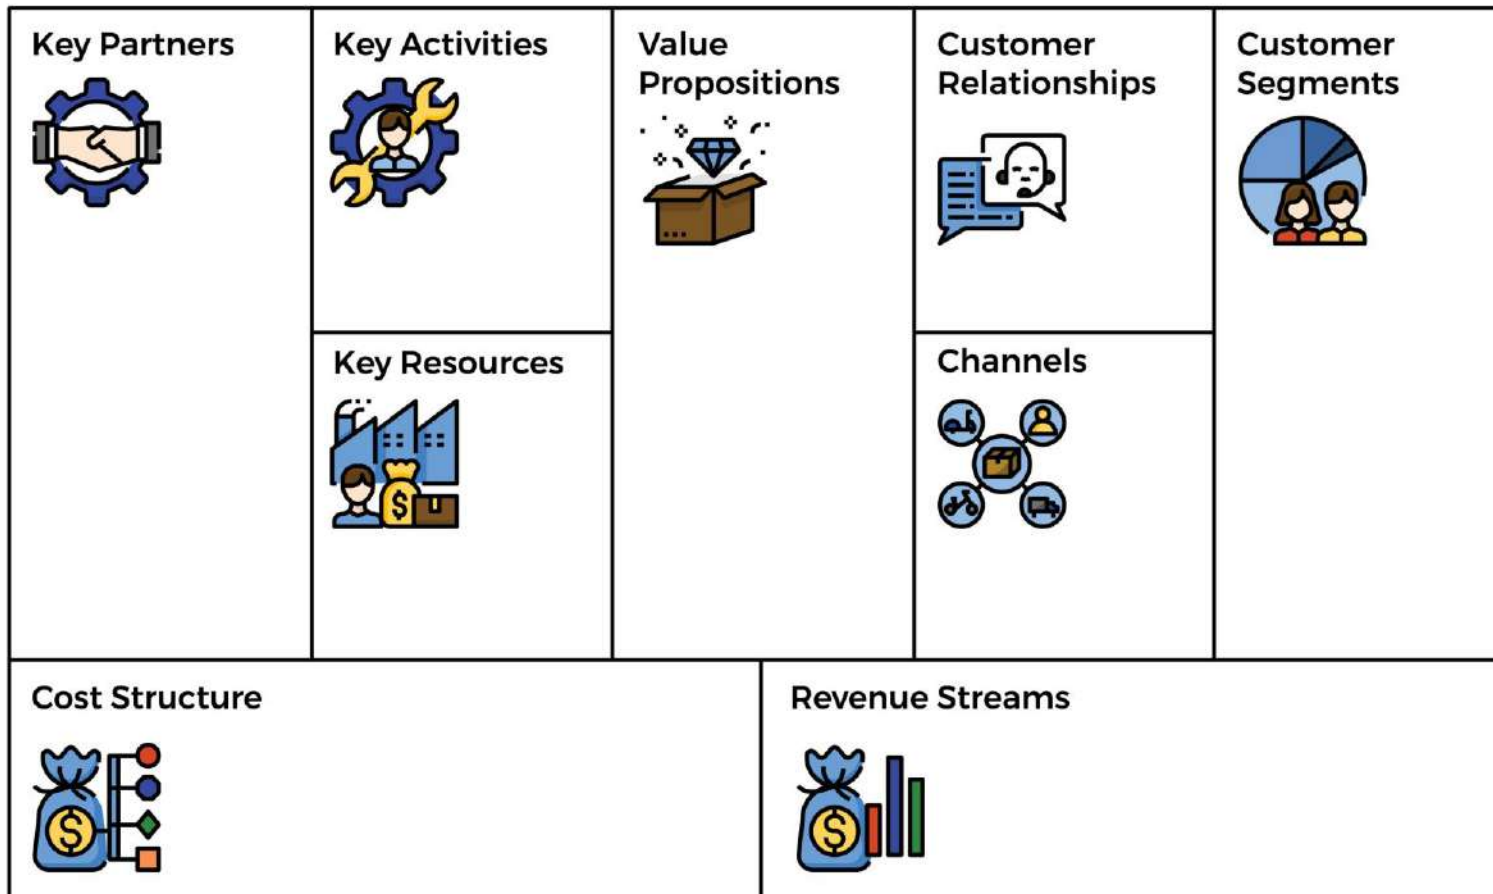 Key Partners
Key Activities
Value
Propositions
Customer
Relationships
Customer
Segments
Key Resources
Channels
Cost Structure
Revenue Streams
$
$
$